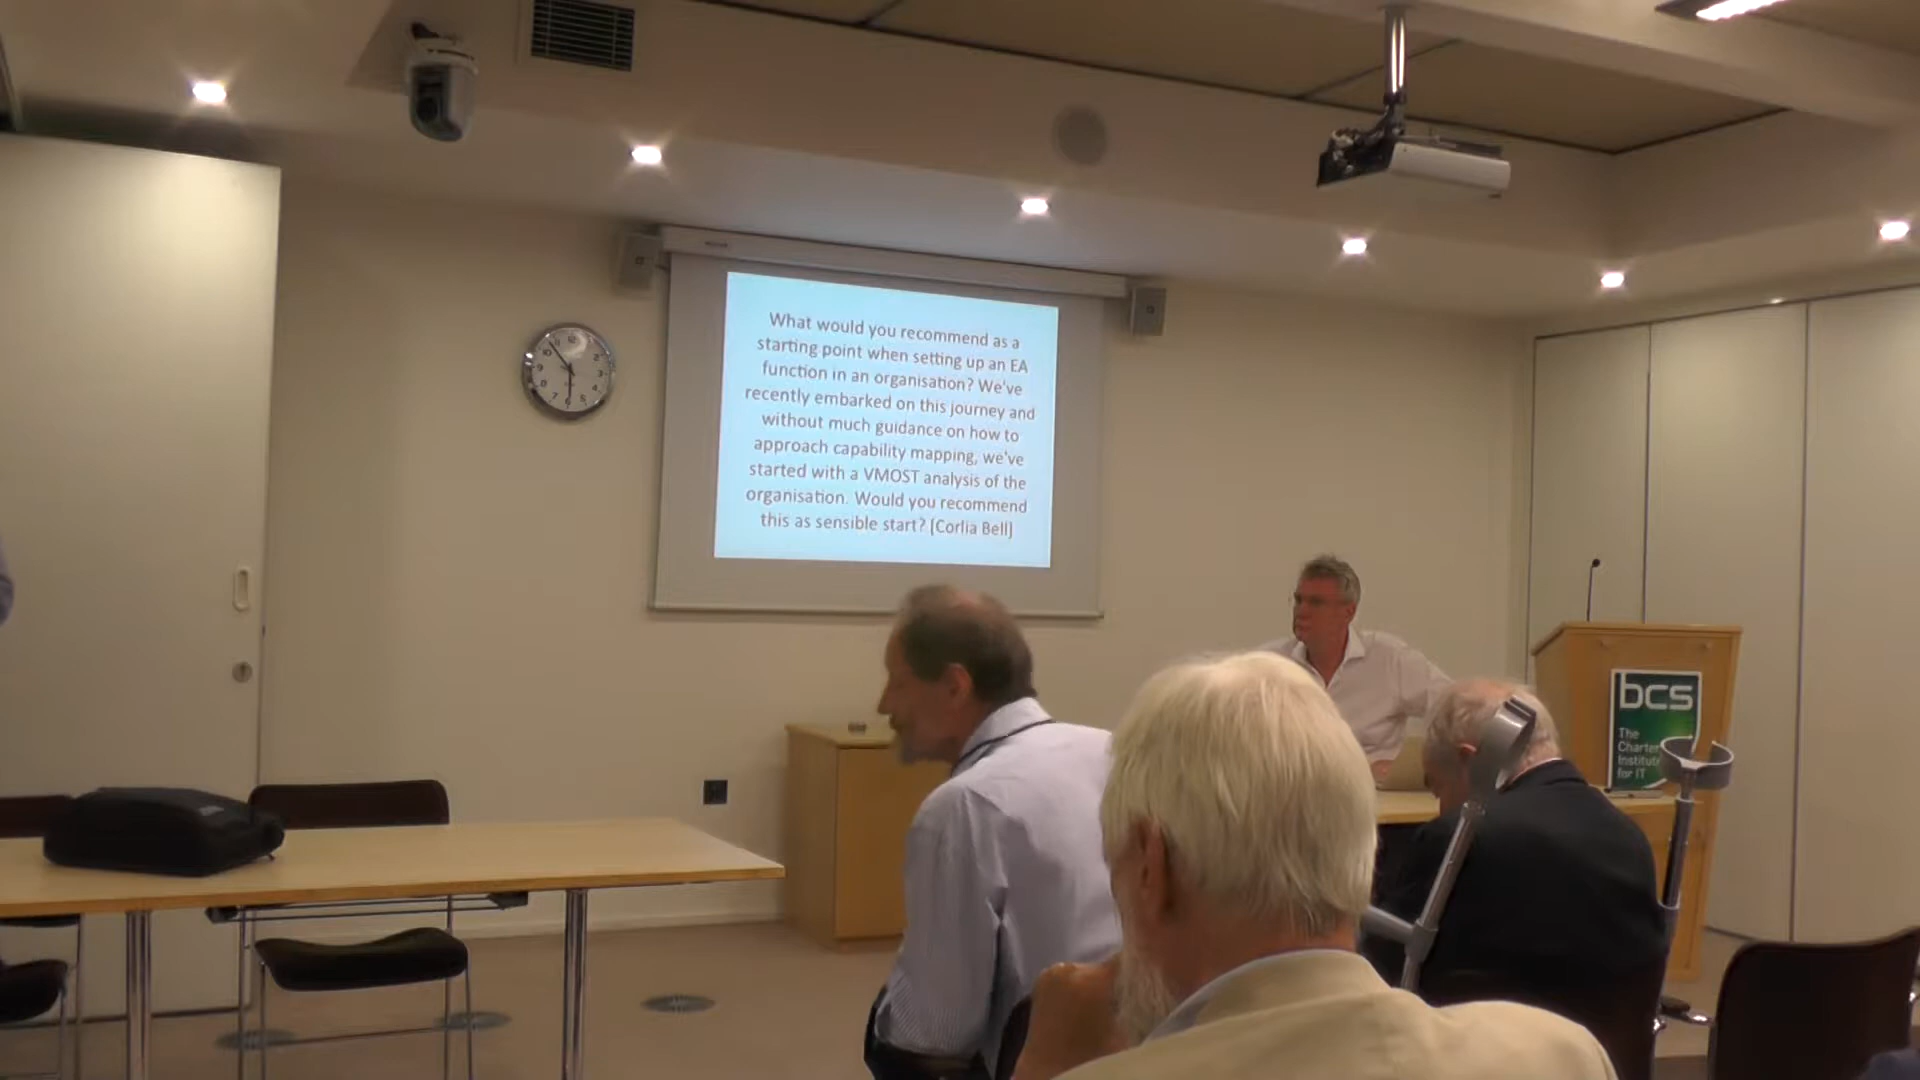 What would you recommend as a
starting point when setting up an EA
function in an organisation? We've
recently embarked on this journey and
without much guidance on how to
approach capability mapping, we've
started with a VMOST analysis of the
organisation. Would you recommend
this as sensible start? [Corlia Bell]
bcs
The
Charter
Institute
for IT